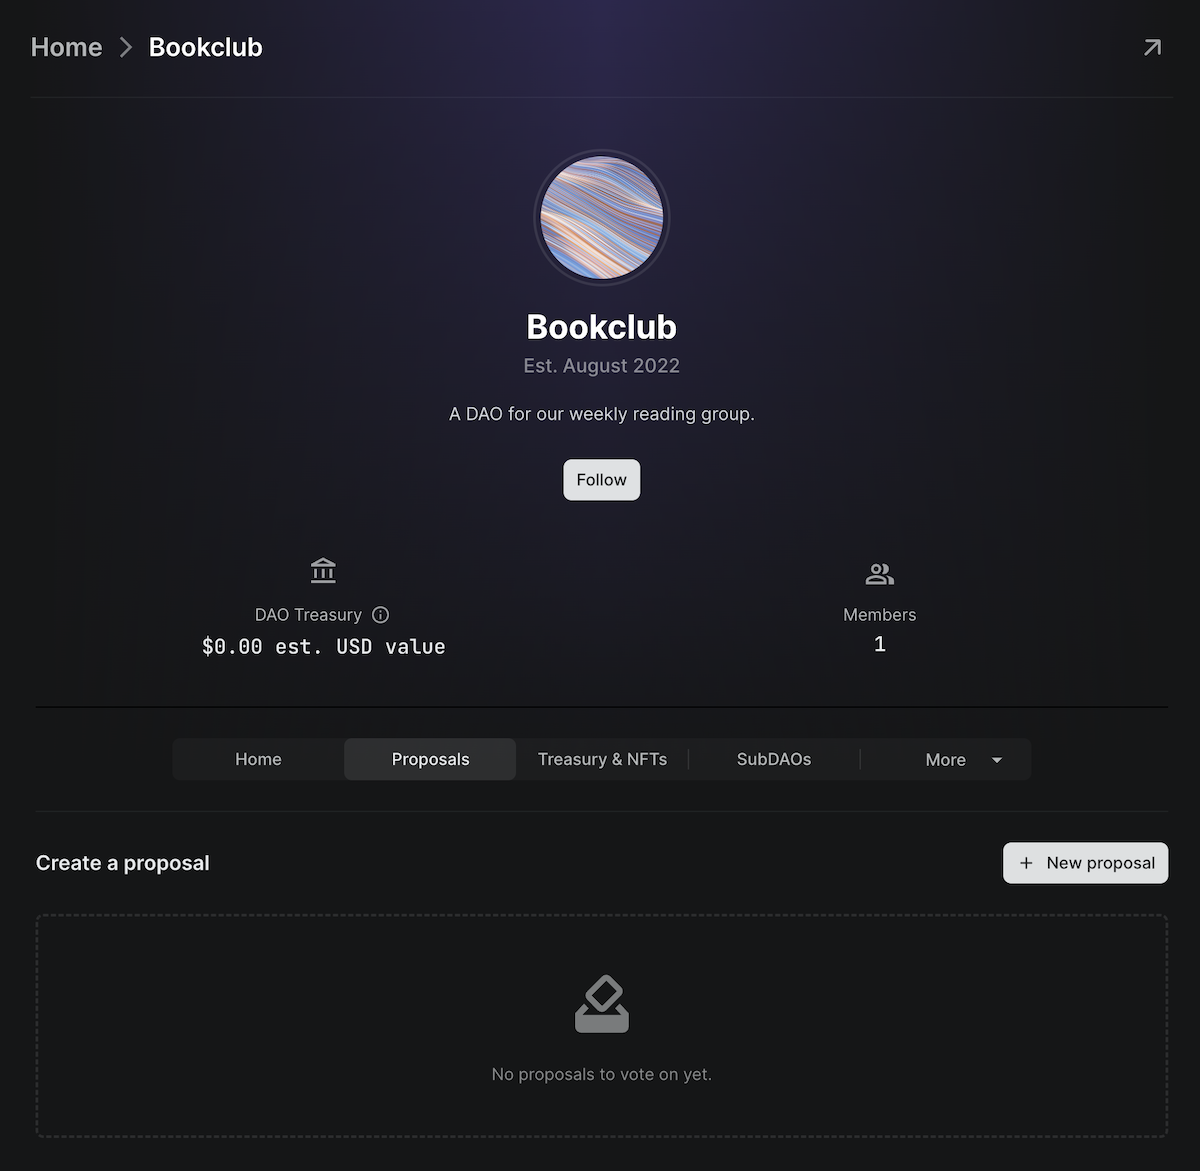 Home > Bookclub
Bookclub
Est. August 2022
A DAO for our weekly reading group.
Follow
DAO Treasury
$0.00 est. USD value
Members
1
Home Proposals Treasury & NFTs SubDAOs More
Create a proposal
+ New proposal
No proposals to vote on yet.